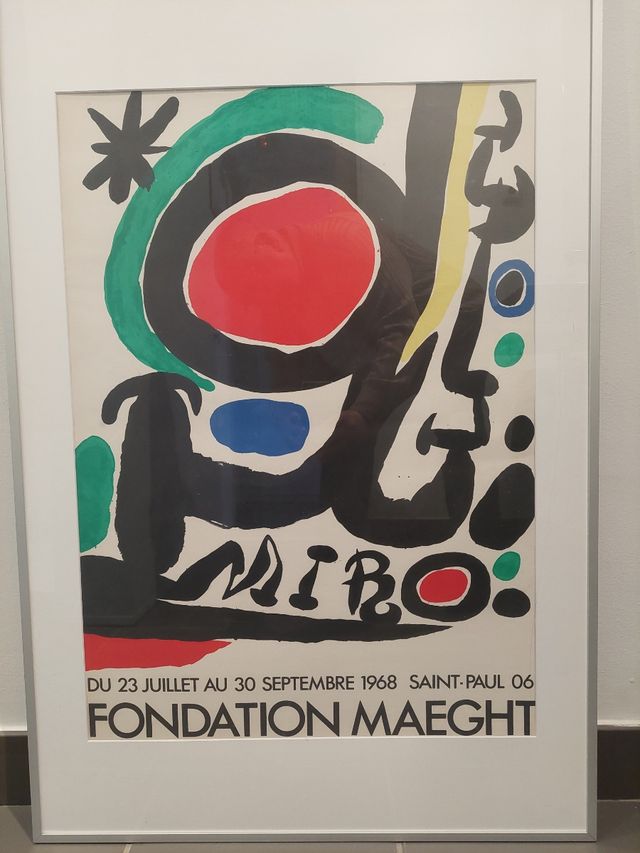 MIRO
DU 23 JUILLET AU 30 SEPTEMBRE 1968 SAINT-PAUL 06
FONDATION MAEGHT